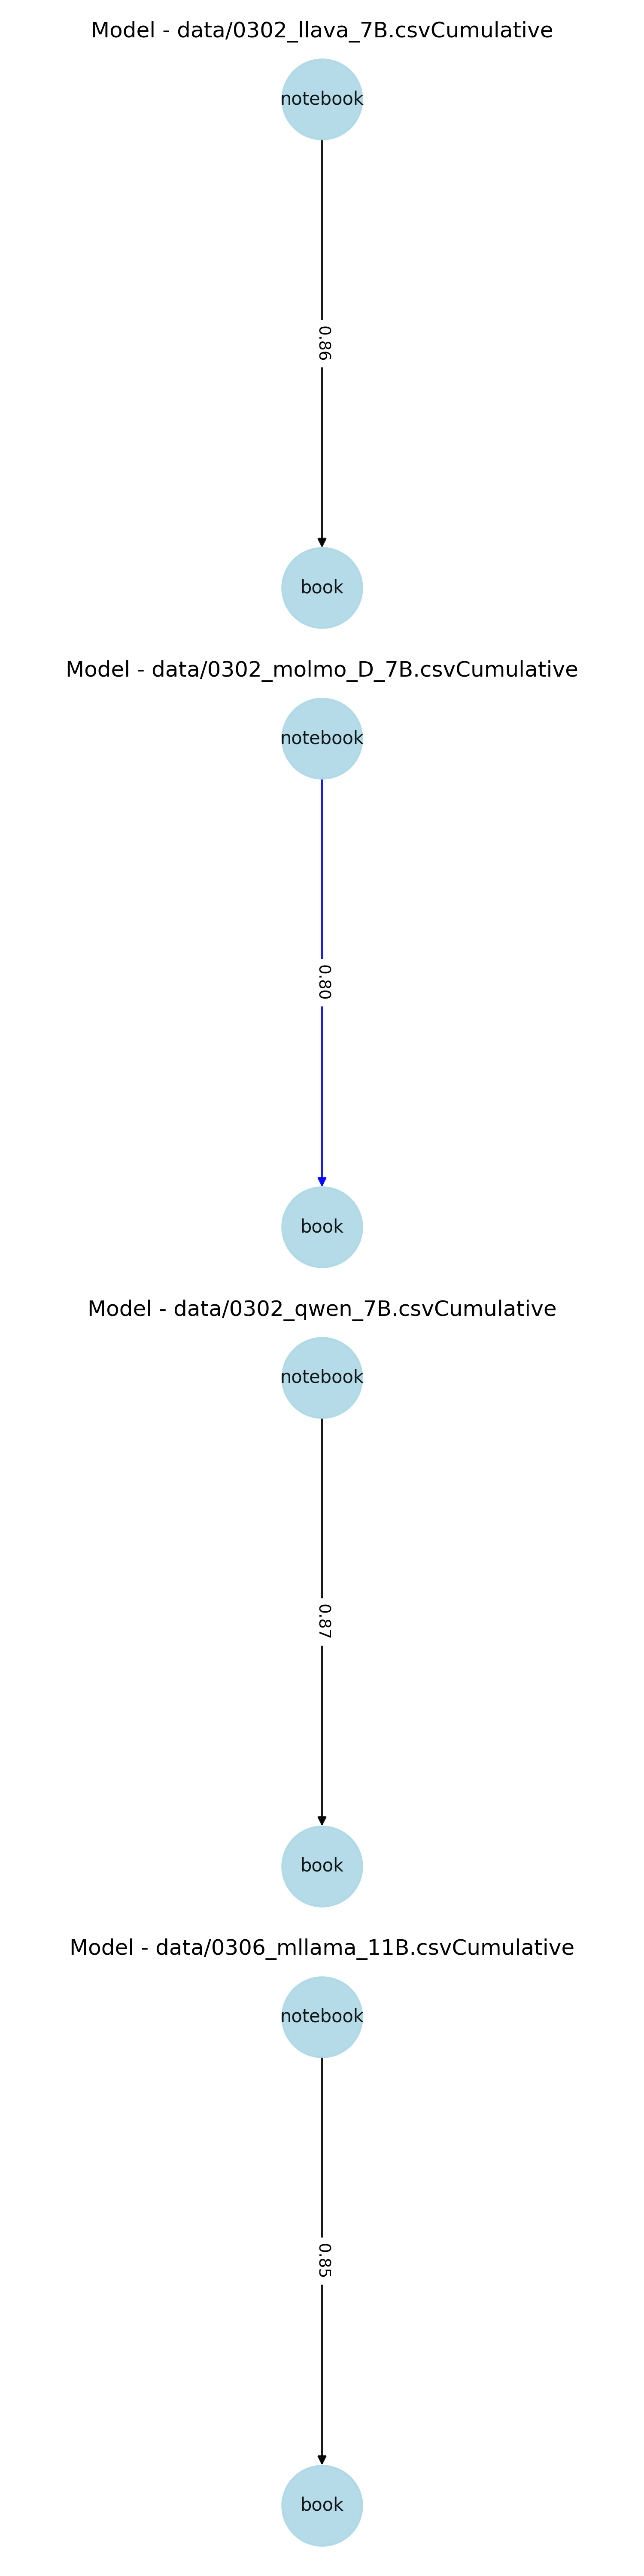 Model - data/0302_llava_7B.csvCumulative
notebook
0.86
book
Model - data/0302_molmo_D_7B.csvCumulative
notebook
0.80
book
Model - data/0302_qwen_7B.csvCumulative
notebook
0.87
book
Model - data/0306_mllama_11B.csvCumulative
notebook
0.85
book